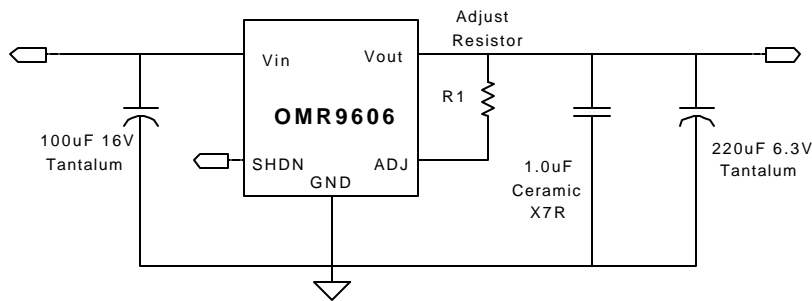 Adjust
Resistor
Vin
Vout
R1
OMR9606
100uF 16V
Tantalum
SHDN
ADJ
GND
1.0uF
Ceramic
X7R
220uF 6.3V
Tantalum